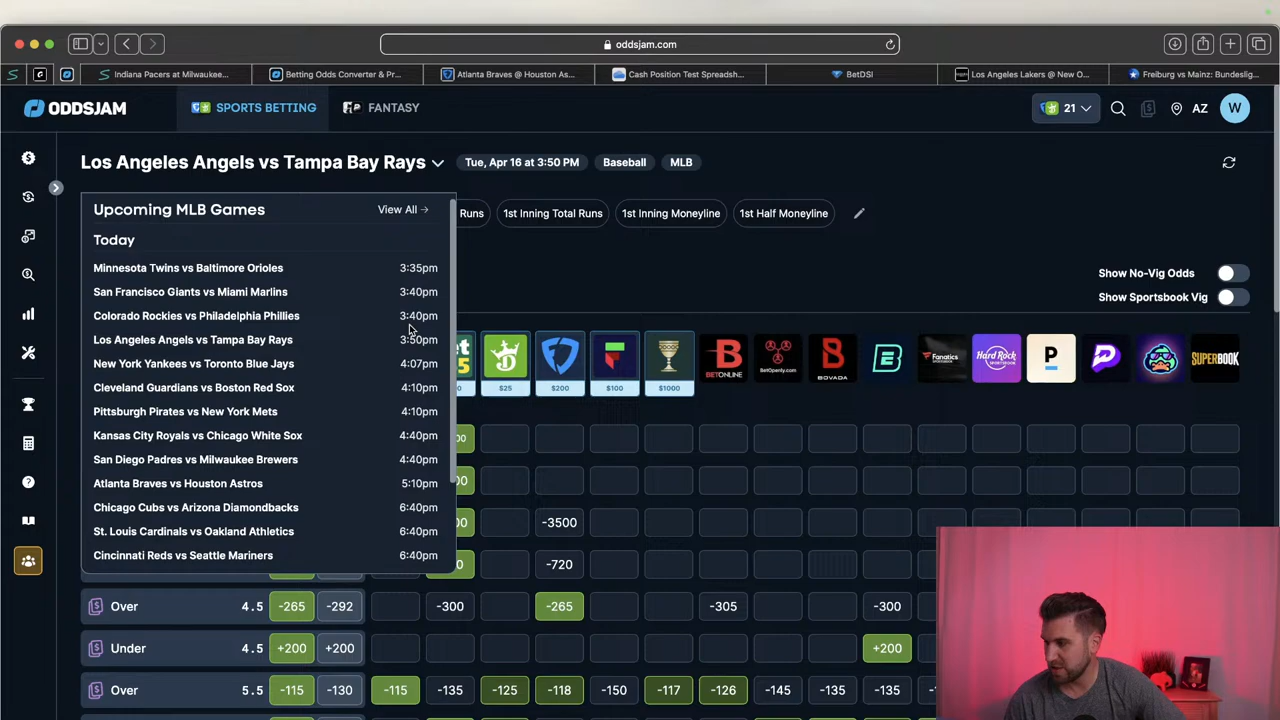 oddsjam.com
Indiana Pacers at Milwaukee...
Betting Odds Converter & Pr...
Atlanta Braves @ Houston As...
Cash Position Test Spreadsh...
BetDSI
Los Angeles Lakers @ New O...
Freiburg vs Mainz: Bundeslig...
ODDSJAM
SPORTS BETTING
FANTASY
21
AZ
W
Los Angeles Angels vs Tampa Bay Rays
Tue, Apr 16 at 3:50 PM
Baseball
MLB
Upcoming MLB Games
View All →
Runs
1st Inning Total Runs
1st Inning Moneyline
1st Half Moneyline
Today
Minnesota Twins vs Baltimore Orioles 3:35pm
San Francisco Giants vs Miami Marlins 3:40pm
Colorado Rockies vs Philadelphia Phillies 3:40pm
Los Angeles Angels vs Tampa Bay Rays 3:50pm
New York Yankees vs Toronto Blue Jays 4:07pm
Cleveland Guardians vs Boston Red Sox 4:10pm
Pittsburgh Pirates vs New York Mets 4:10pm
Kansas City Royals vs Chicago White Sox 4:40pm
San Diego Padres vs Milwaukee Brewers 4:40pm
Atlanta Braves vs Houston Astros 5:10pm
Chicago Cubs vs Arizona Diamondbacks 6:40pm
St. Louis Cardinals vs Oakland Athletics 6:40pm
Cincinnati Reds vs Seattle Mariners 6:40pm
Show No-Vig Odds
Show Sportsbook Vig
BETONLINE
BetOpenly.com
BOVADA
Fanatics
Hard Rock
P
SUPERBOOK
$25 $200 $100 $1000
-3500
-720
Over 4.5 -265 -292 -300 -265 -305 -300
Under 4.5 +200 +200 +200
Over 5.5 -115 -130 -115 -135 -125 -118 -150 -117 -126 -145 -135 -135